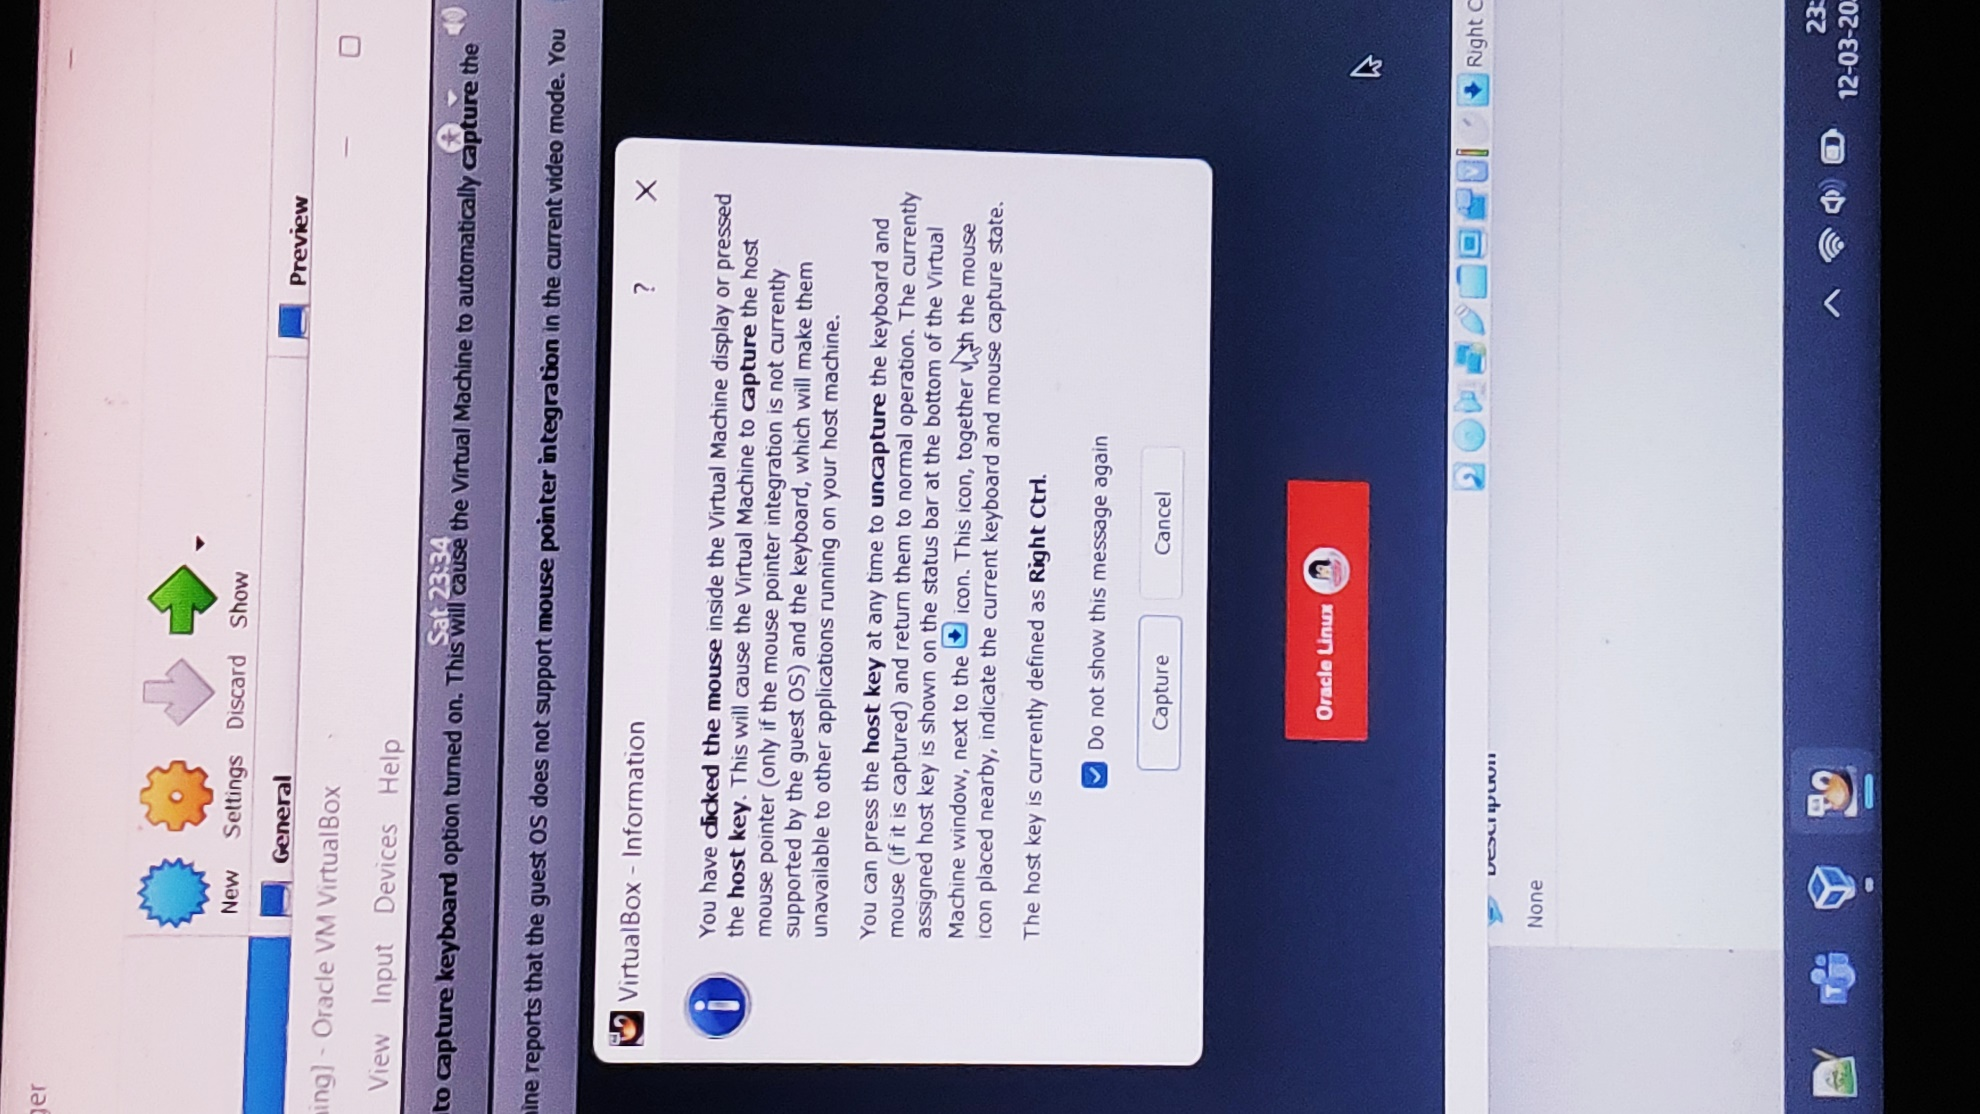 ger
New Settings Discard Show
General
Preview
ing] - Oracle VM VirtualBox
View Input Devices Help
Sat 23:34
to capture keyboard option turned on. This will cause the Virtual Machine to automatically capture the
ine reports that the guest OS does not support mouse pointer integration in the current video mode. You
VirtualBox - Information ? X
You have clicked the mouse inside the Virtual Machine display or pressed
the host key. This will cause the Virtual Machine to capture the host
mouse pointer (only if the mouse pointer integration is not currently
supported by the guest OS) and the keyboard, which will make them
unavailable to other applications running on your host machine.
You can press the host key at any time to uncapture the keyboard and
mouse (if it is captured) and return them to normal operation. The currently
assigned host key is shown on the status bar at the bottom of the Virtual
Machine window, next to the icon. This icon, together with the mouse
icon placed nearby, indicate the current keyboard and mouse capture state.
The host key is currently defined as Right Ctrl.
Do not show this message again
Capture Cancel
Oracle Linux
Right C
Description
None
23:
12-03-20